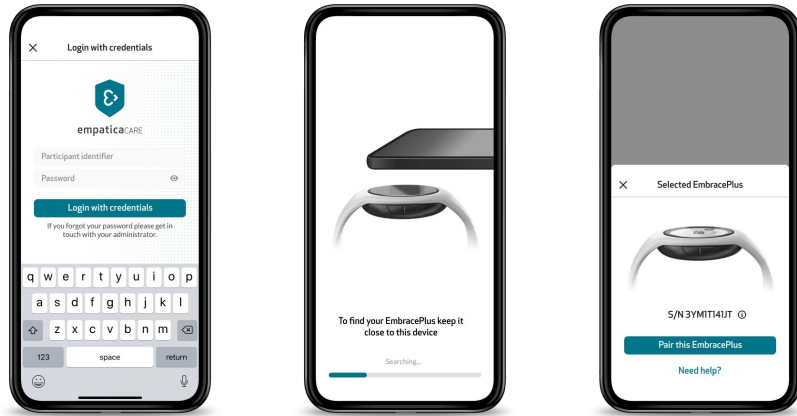 Login with credentials
empaticaCARE
Participant identifier
Password
Login with credentials
If you forgot your password please get in
touch with your administrator.
q w e r t y u i o p
a s d f g h j k l
z x c v b n m
123 space return
To find your EmbracePlus keep it
close to this device
Searching...
Selected EmbracePlus
S/N 3YM1T141JT
Pair this EmbracePlus
Need help?